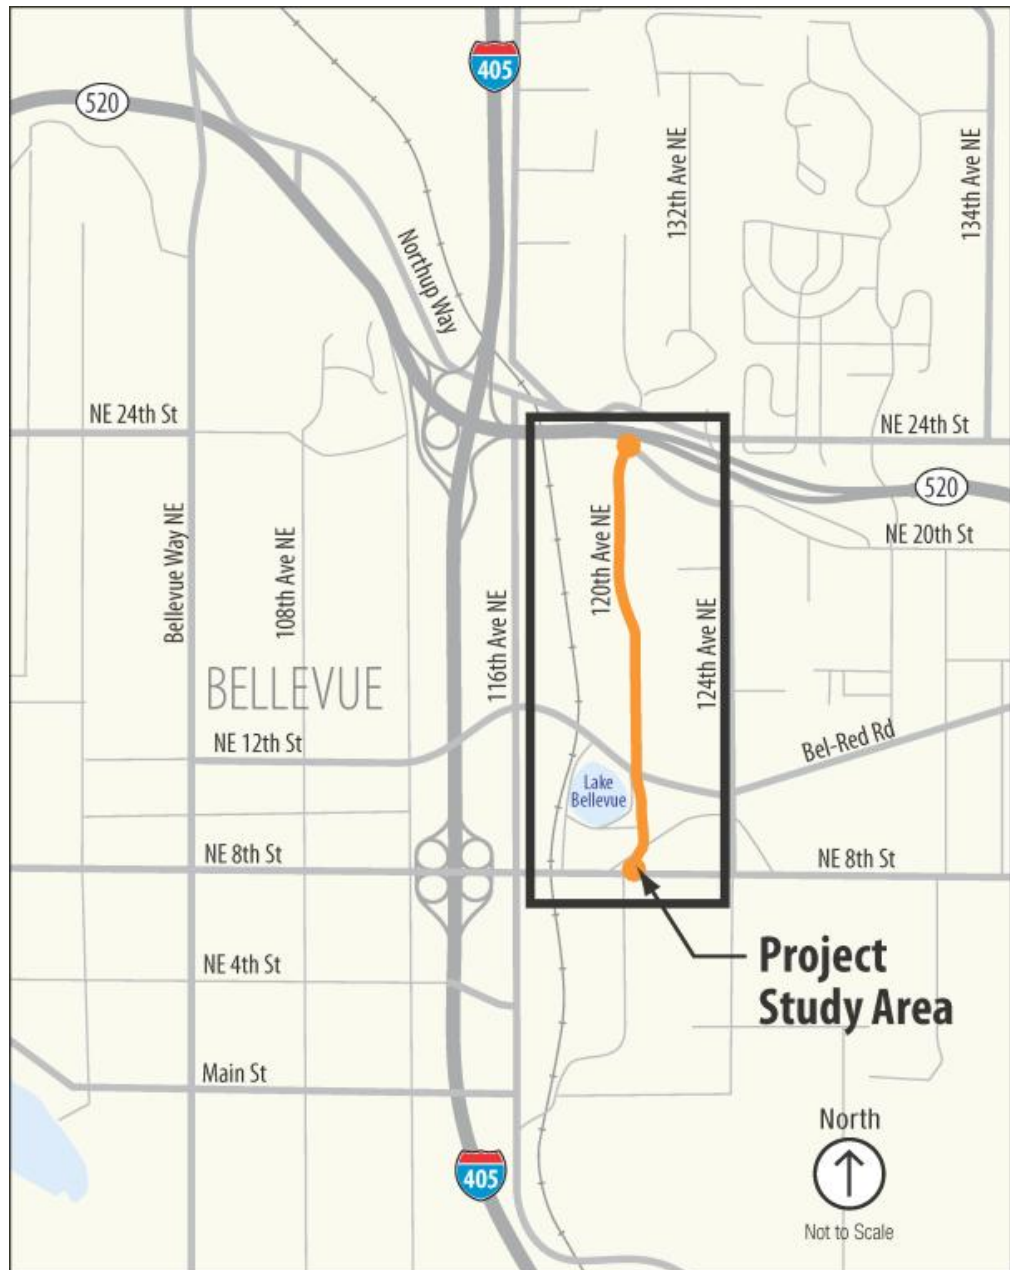 405
520
132th Ave NE
134th Ave NE
Northup Way
NE 24th St
NE 24th St
520
NE 20th St
Bellevue Way NE
108th Ave NE
116th Ave NE
120th Ave NE
124th Ave NE
BELLEVUE
NE 12th St
Bel-Red Rd
Lake
Bellevue
NE 8th St
NE 8th St
Project
Study Area
NE 4th St
Main St
405
North
Not to Scale